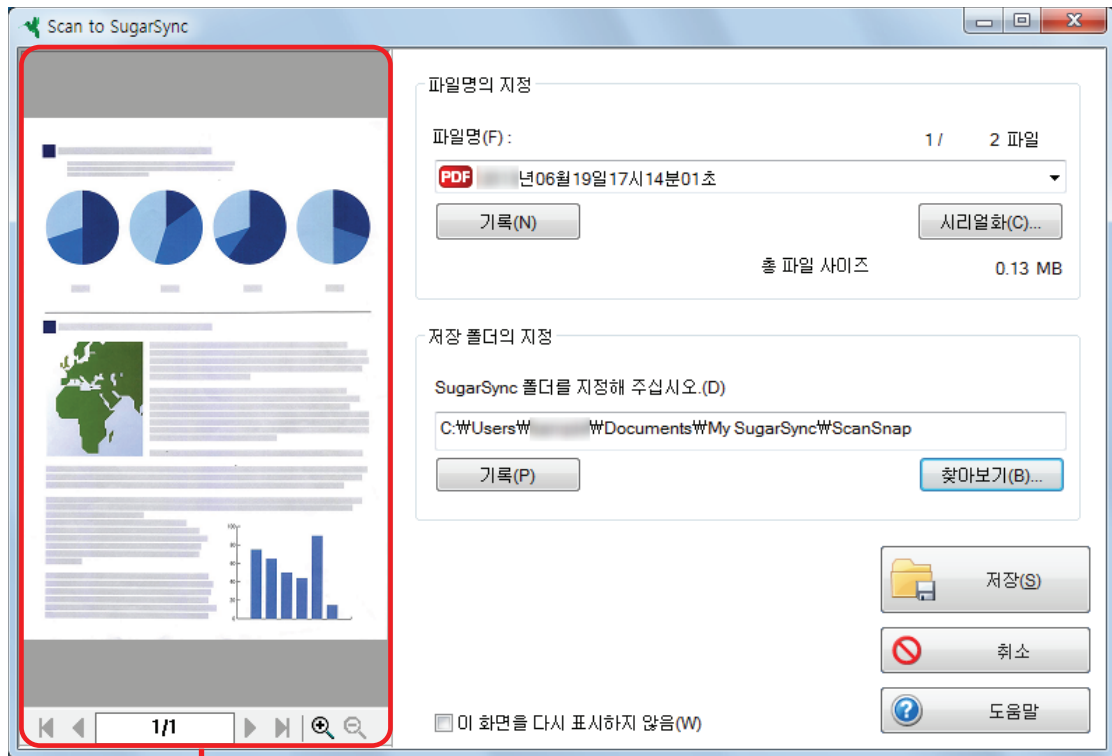 Scan to SugarSync
파일명의 지정
파일명(F) :
1/ 2 파일
PDF 년06월19일17시14분01초
기록(N)
시리얼화(C)...
총 파일 사이즈 0.13 MB
저장 폴더의 지정
SugarSync 폴더를 지정해 주십시오.(D)
C:₩Users₩ ₩Documents₩My SugarSync₩ScanSnap
기록(P)
찾아보기(B)...
저장(S)
취소
도움말
이 화면을 다시 표시하지 않음(W)
1/1